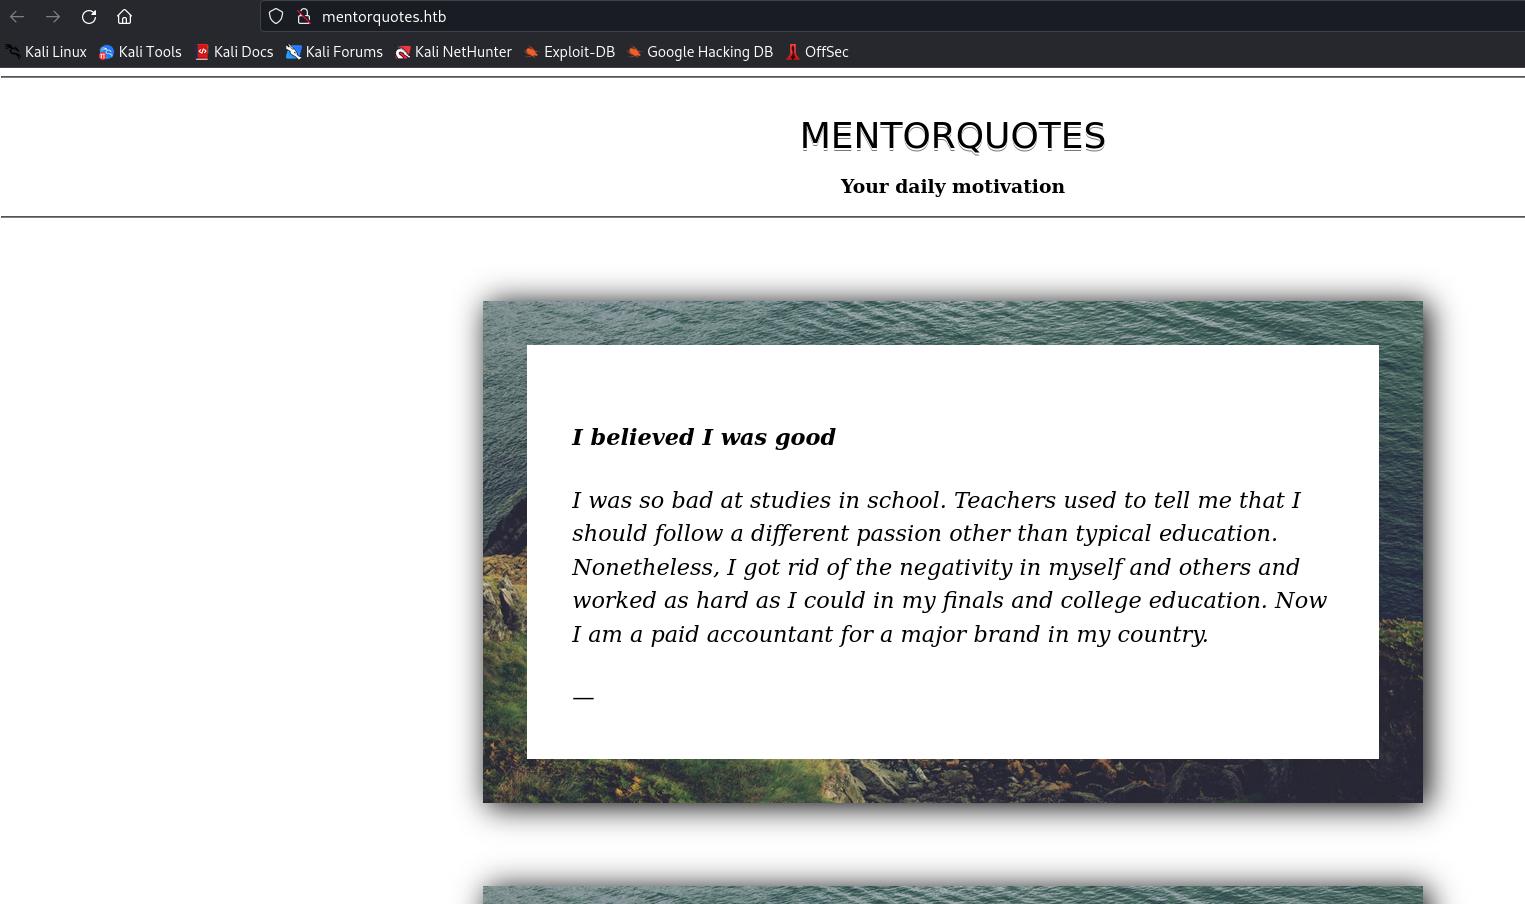 mentorquotes.htb
Kali Linux Kali Tools Kali Docs Kali Forums Kali NetHunter Exploit-DB Google Hacking DB OffSec
MENTORQUOTES
Your daily motivation
I believed I was good
I was so bad at studies in school. Teachers used to tell me that I
should follow a different passion other than typical education.
Nonetheless, I got rid of the negativity in myself and others and
worked as hard as I could in my finals and college education. Now
I am a paid accountant for a major brand in my country.
—